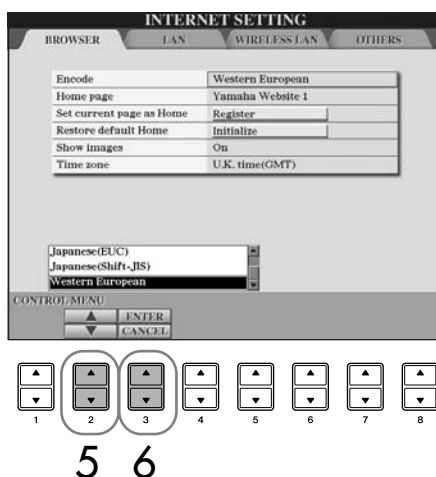 INTERNET SETTING
BROWSER LAN WIRELESS LAN OTHERS
Encode Western European
Home page Yamaha Website 1
Set current page as Home Register
Restore default Home Initialize
Show images On
Time zone U.K. time(GMT)
Japanese(EUC)
Japanese(Shift-JIS)
Western European
CONTROL MENU
▲ ENTER
▼ CANCEL
1 2 3 4 5 6 7 8
5 6